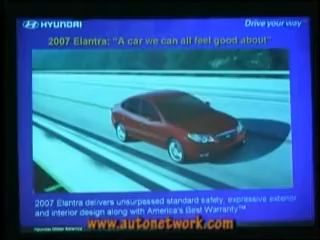 HYUNDAI
Drive your way
2007 Elantra: "A car we can all feel good about"
2007 Elantra delivers unsurpassed standard safety, expressive exterior
and interior design along with America's Best Warranty™
Hyundai Motor America
www.autonetwork.com